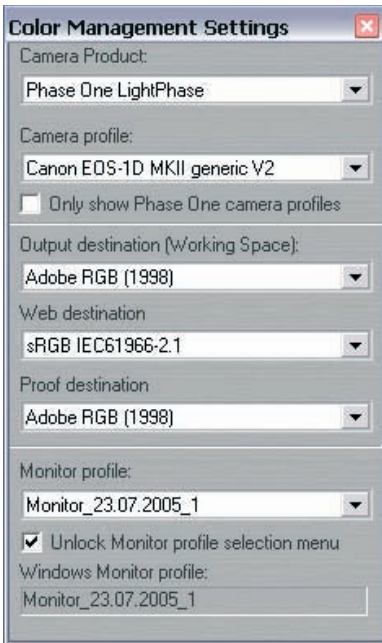 Color Management Settings
Camera Product:
Phase One LightPhase
Camera profile:
Canon EOS-1D MKII generic V2
Only show Phase One camera profiles
Output destination (Working Space):
Adobe RGB (1998)
Web destination
sRGB IEC61966-2.1
Proof destination
Adobe RGB (1998)
Monitor profile:
Monitor_23.07.2005_1
Unlock Monitor profile selection menu
Windows Monitor profile:
Monitor_23.07.2005_1